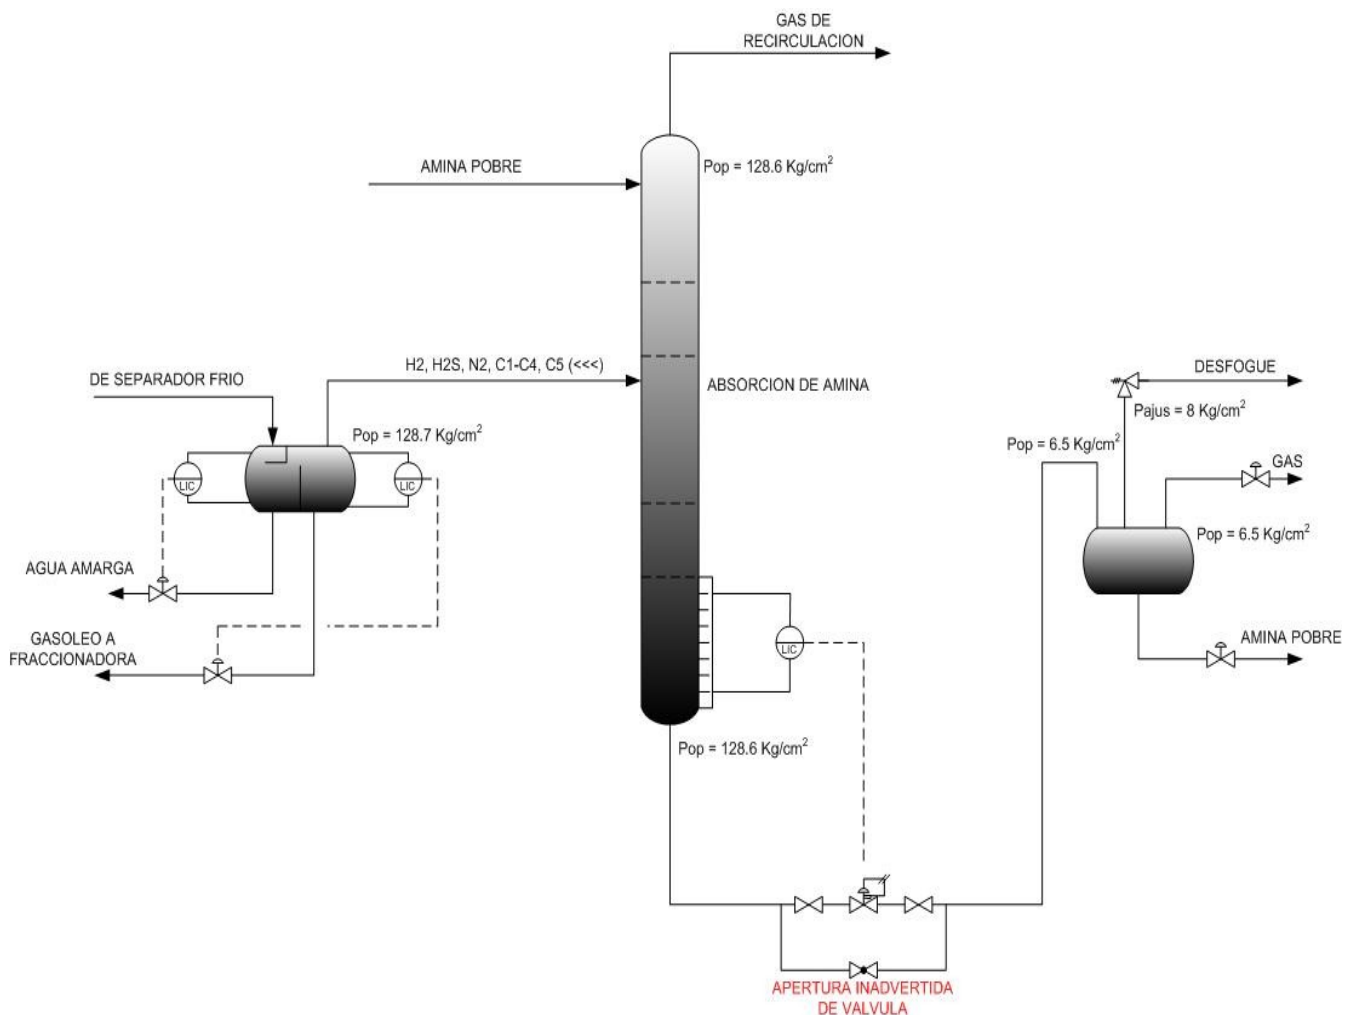 GAS DE
RECIRCULACION
AMINA POBRE
Pop = 128.6 Kg/cm²
H2, H2S, N2, C1-C4, C5 (<<<)
DE SEPARADOR FRIO
ABSORCION DE AMINA
DESFOGUE
Pajus = 8 Kg/cm²
Pop = 128.7 Kg/cm²
Pop = 6.5 Kg/cm²
GAS
LIC
LIC
Pop = 6.5 Kg/cm²
AGUA AMARGA
GASOLEO A
FRACCIONADORA
LIC
AMINA POBRE
Pop = 128.6 Kg/cm²
APERTURA INADVERTIDA
DE VALVULA